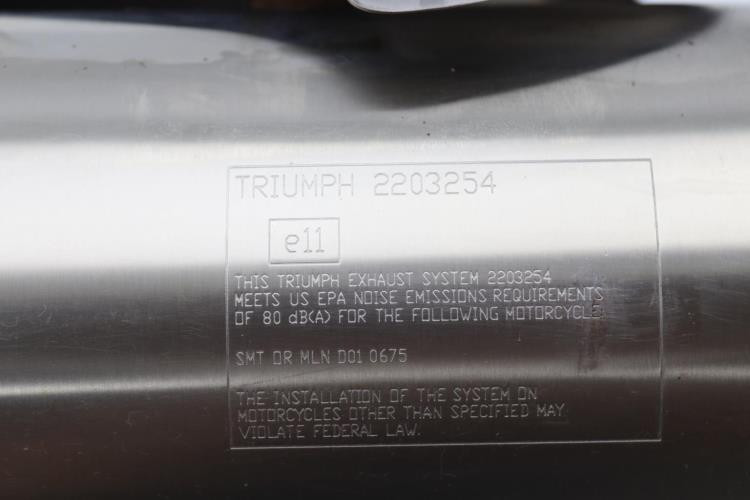 TRIUMPH 2203254
e11
THIS TRIUMPH EXHAUST SYSTEM 2203254
MEETS US EPA NOISE EMISSIONS REQUIREMENTS
OF 80 dB(A) FOR THE FOLLOWING MOTORCYCLE:
SMT OR MLN D01 0675
THE INSTALLATION OF THE SYSTEM ON
MOTORCYCLES OTHER THAN SPECIFIED MAY
VIOLATE FEDERAL LAW.